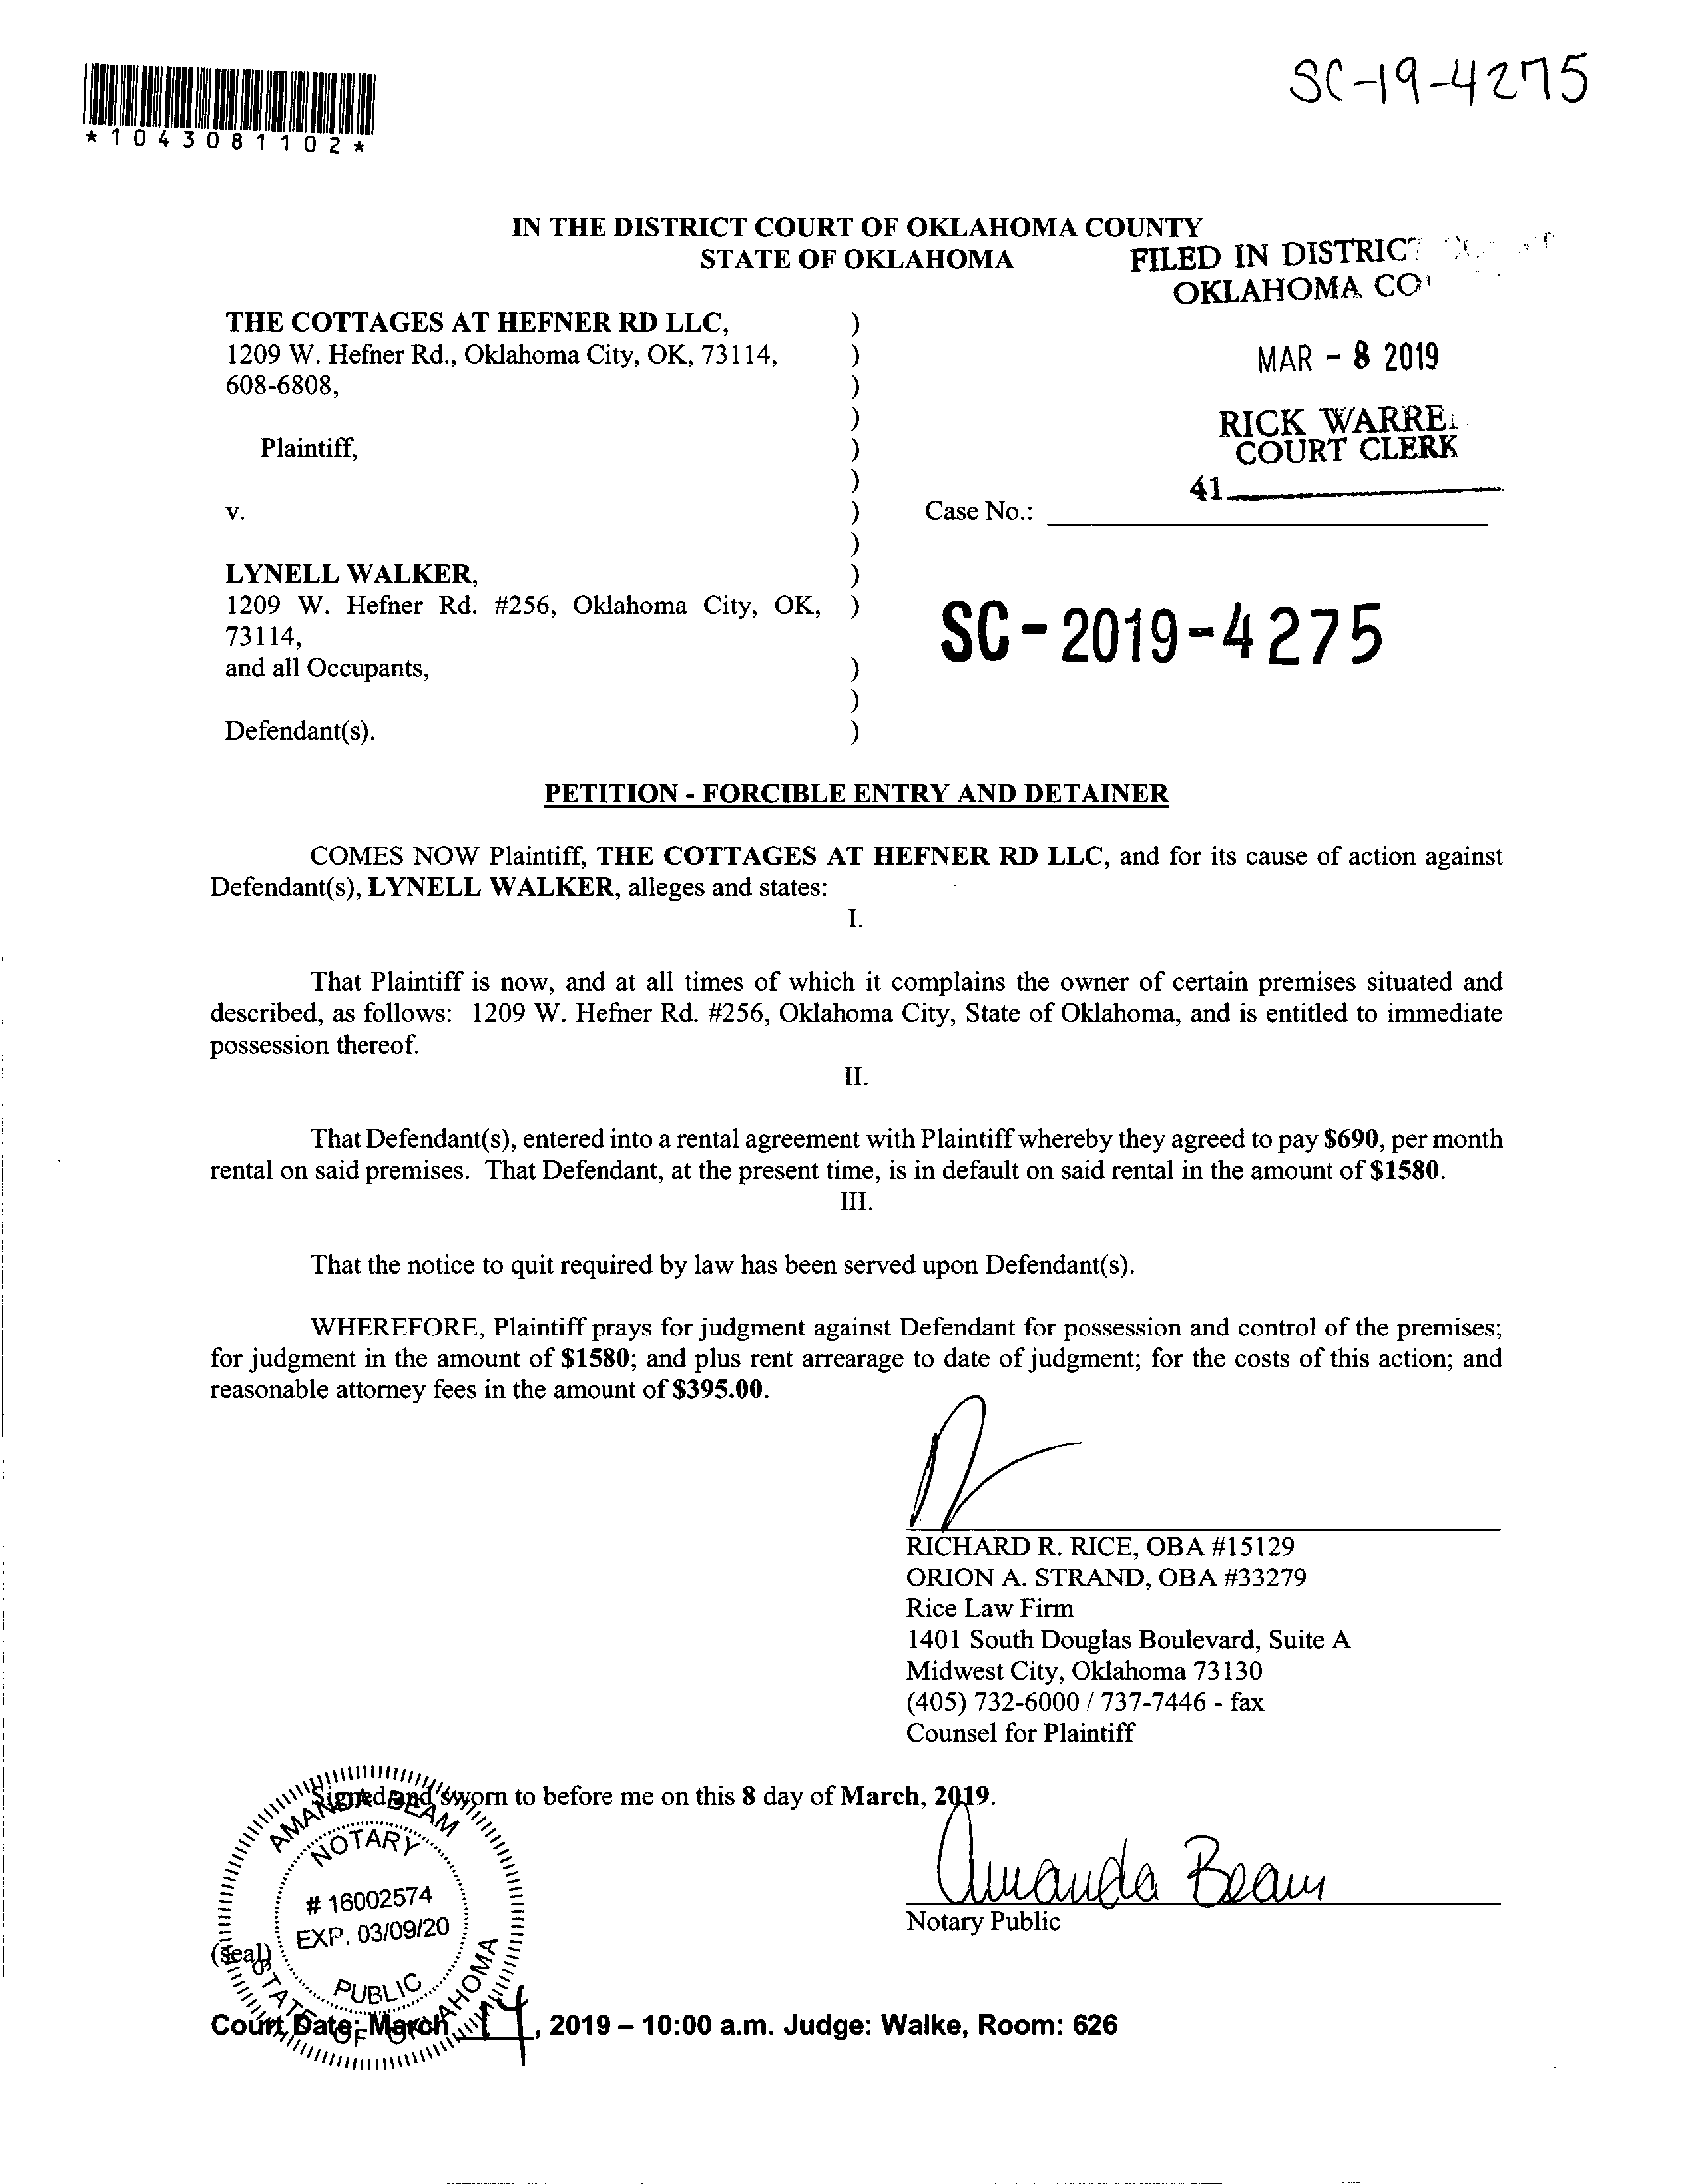 SC-19-4275
*1043081102*
IN THE DISTRICT COURT OF OKLAHOMA COUNTY
STATE OF OKLAHOMA
FILED IN DISTRICT
OKLAHOMA CO
MAR - 8 2019
RICK WARRE
COURT CLERK
41
THE COTTAGES AT HEFNER RD LLC, )
1209 W. Hefner Rd., Oklahoma City, OK, 73114, )
608-6808, )
)
Plaintiff, )
)
v. ) Case No.:
)
LYNELL WALKER, )
1209 W. Hefner Rd. #256, Oklahoma City, OK, )
73114,
and all Occupants, )
)
Defendant(s). )
SC-2019-4275
PETITION - FORCIBLE ENTRY AND DETAINER
COMES NOW Plaintiff, THE COTTAGES AT HEFNER RD LLC, and for its cause of action against
Defendant(s), LYNELL WALKER, alleges and states:
I.
That Plaintiff is now, and at all times of which it complains the owner of certain premises situated and
described, as follows: 1209 W. Hefner Rd. #256, Oklahoma City, State of Oklahoma, and is entitled to immediate
possession thereof.
II.
That Defendant(s), entered into a rental agreement with Plaintiff whereby they agreed to pay $690, per month
rental on said premises. That Defendant, at the present time, is in default on said rental in the amount of $1580.
III.
That the notice to quit required by law has been served upon Defendant(s).
WHEREFORE, Plaintiff prays for judgment against Defendant for possession and control of the premises;
for judgment in the amount of $1580; and plus rent arrearage to date of judgment; for the costs of this action; and
reasonable attorney fees in the amount of $395.00.
RICHARD R. RICE, OBA #15129
ORION A. STRAND, OBA #33279
Rice Law Firm
1401 South Douglas Boulevard, Suite A
Midwest City, Oklahoma 73130
(405) 732-6000 / 737-7446 - fax
Counsel for Plaintiff
Signed and sworn to before me on this 8 day of March, 2019.
Amanda Beam
Notary Public
AMANDA BEAM
NOTARY
# 16002574
EXP. 03/09/20
PUBLIC
STATE OF OKLAHOMA
(seal)
Court Date: March 14, 2019 – 10:00 a.m. Judge: Walke, Room: 626